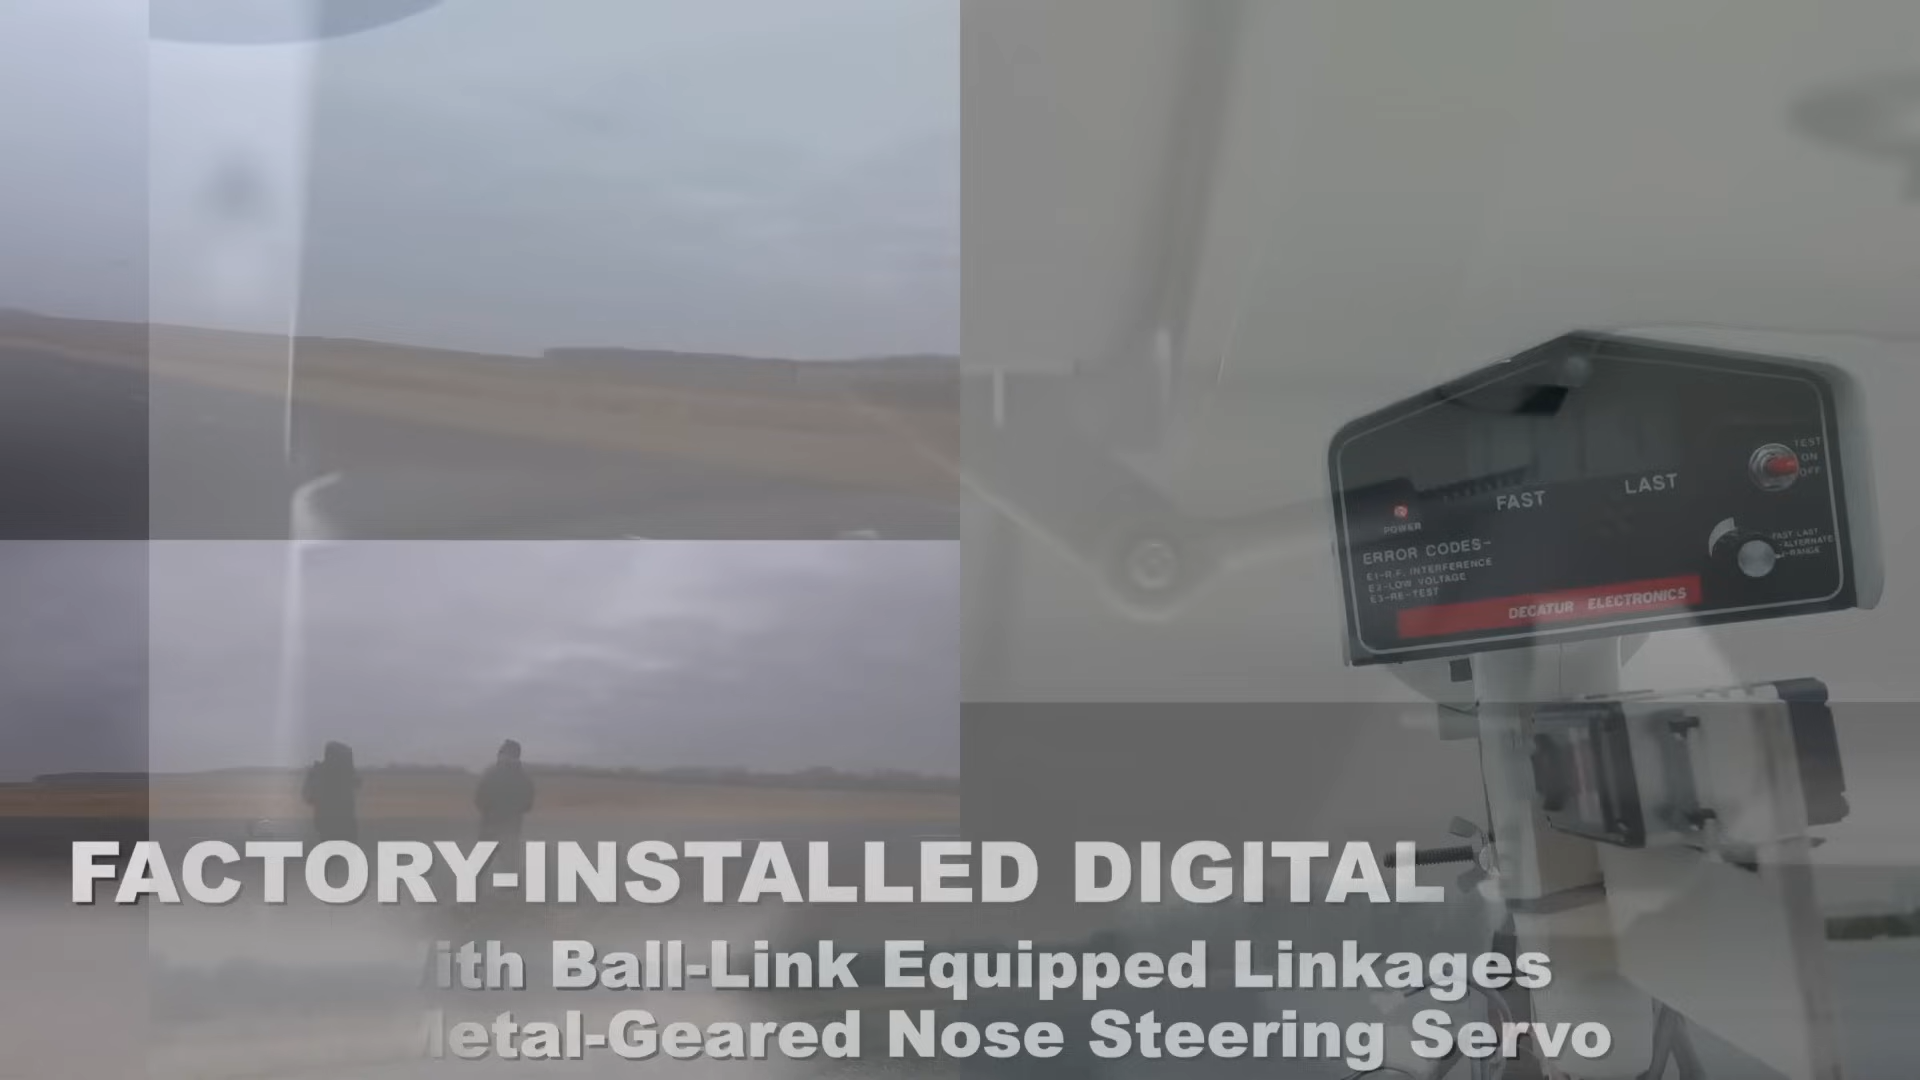 TEST
ON
OFF
FAST LAST
POWER
FAST LAST
-ALTERNATE
ERROR CODES-
E1-R.F. INTERFERENCE
E2-LOW VOLTAGE
E3-RE-TEST
DECATUR ELECTRONICS
FACTORY-INSTALLED DIGITAL
ith Ball-Link Equipped Linkages
etal-Geared Nose Steering Servo